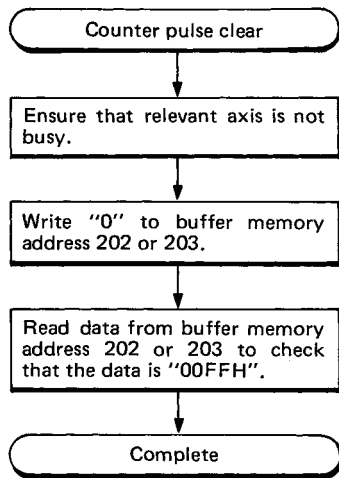 Counter pulse clear
Ensure that relevant axis is not
busy.
Write "0" to buffer memory
address 202 or 203.
Read data from buffer memory
address 202 or 203 to check
that the data is "00FFH".
Complete